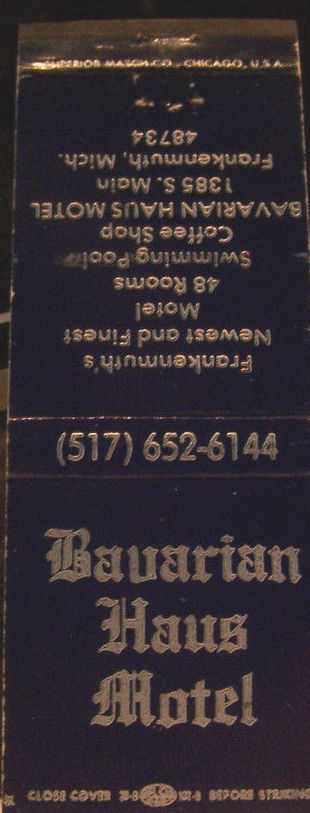 SUPERIOR MATCH CO., CHICAGO, U.S.A.
Frankenmuth's
Newest and Finest
Motel
48 Rooms
Swimming Pool
Coffee Shop
BAVARIAN HAUS MOTEL
1385 S. Main
Frankenmuth, Mich.
48734
(517) 652-6144
Bavarian
Haus
Motel
CLOSE COVER BEFORE STRIKING